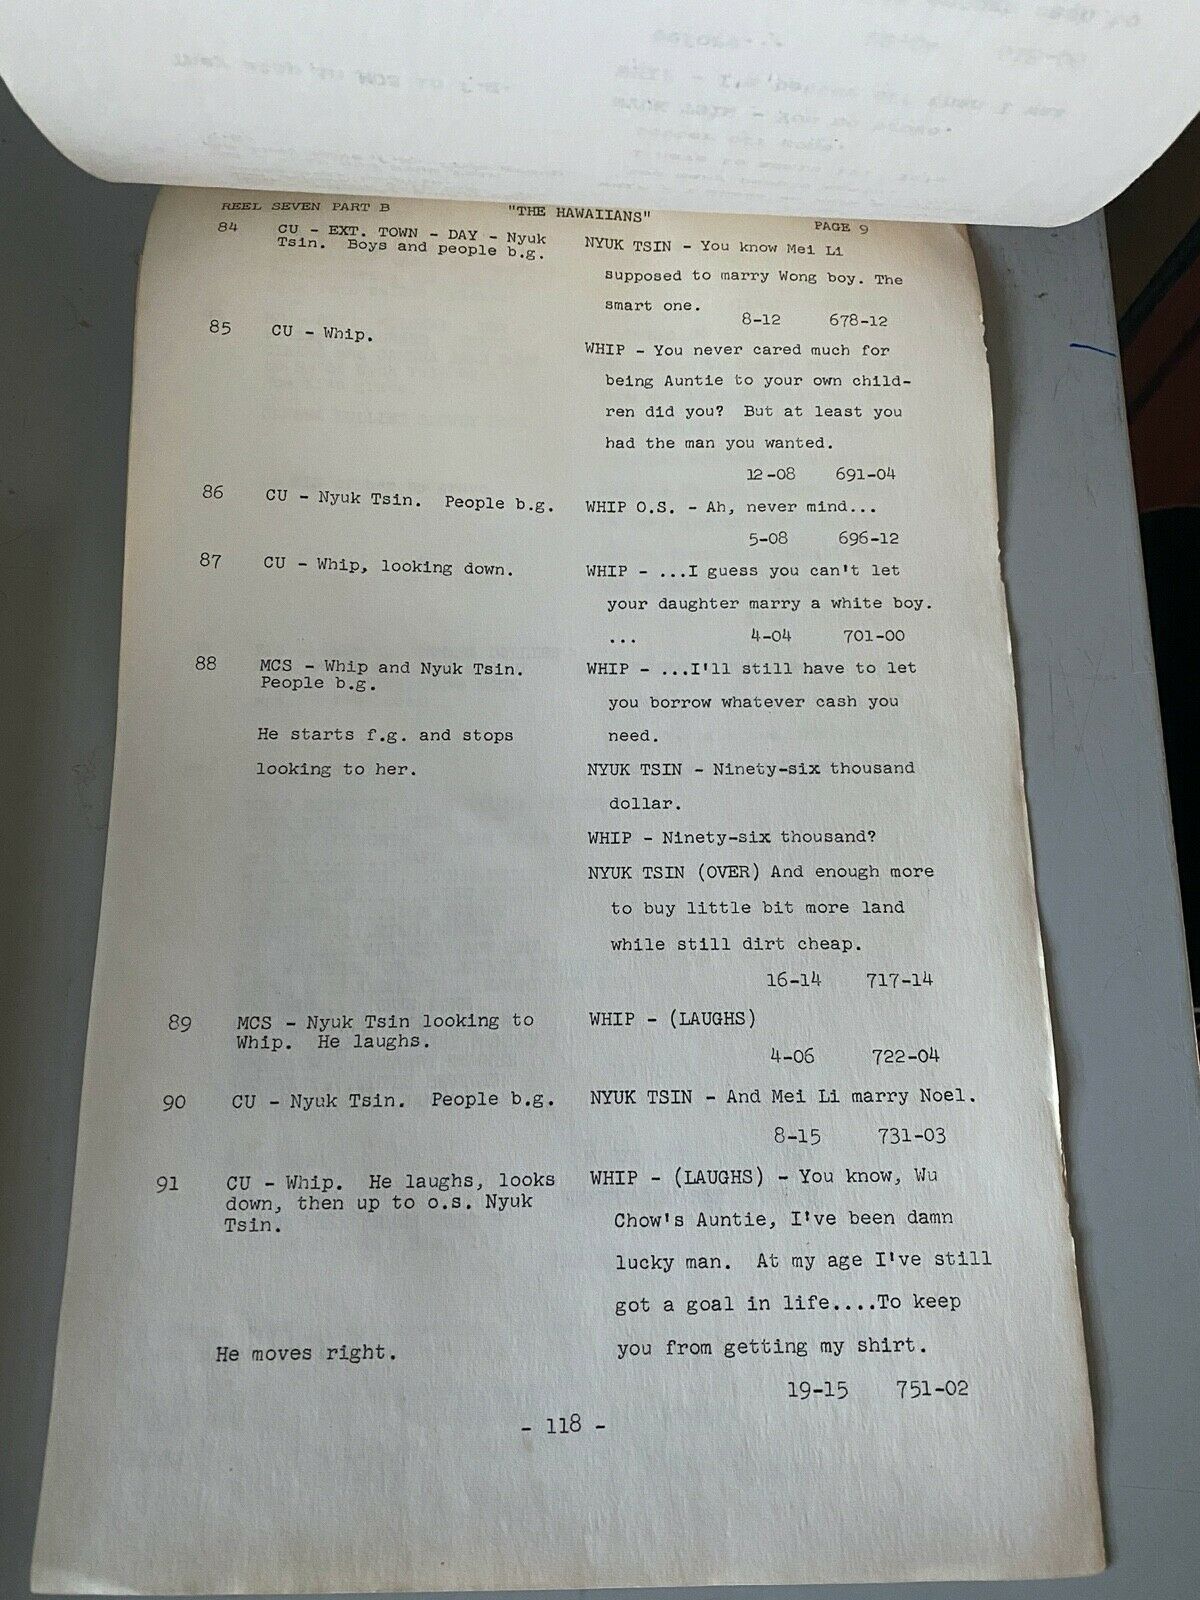 REEL SEVEN PART B "THE HAWAIIANS" PAGE 9
84 CU - EXT. TOWN - DAY - Nyuk
Tsin. Boys and people b.g.
NYUK TSIN - You know Mei Li
supposed to marry Wong boy. The
smart one.
8-12 678-12
85 CU - Whip.
WHIP - You never cared much for
being Auntie to your own child-
ren did you? But at least you
had the man you wanted.
12-08 691-04
86 CU - Nyuk Tsin. People b.g.
WHIP O.S. - Ah, never mind...
5-08 696-12
87 CU - Whip, looking down.
WHIP - ...I guess you can't let
your daughter marry a white boy.
... 4-04 701-00
88 MCS - Whip and Nyuk Tsin.
People b.g.
He starts f.g. and stops
looking to her.
WHIP - ...I'll still have to let
you borrow whatever cash you
need.
NYUK TSIN - Ninety-six thousand
dollar.
WHIP - Ninety-six thousand?
NYUK TSIN (OVER) And enough more
to buy little bit more land
while still dirt cheap.
16-14 717-14
89 MCS - Nyuk Tsin looking to
Whip. He laughs.
WHIP - (LAUGHS)
4-06 722-04
90 CU - Nyuk Tsin. People b.g.
NYUK TSIN - And Mei Li marry Noel.
8-15 731-03
91 CU - Whip. He laughs, looks
down, then up to o.s. Nyuk
Tsin.
He moves right.
WHIP - (LAUGHS) - You know, Wu
Chow's Auntie, I've been damn
lucky man. At my age I've still
got a goal in life....To keep
you from getting my shirt.
19-15 751-02
- 118 -